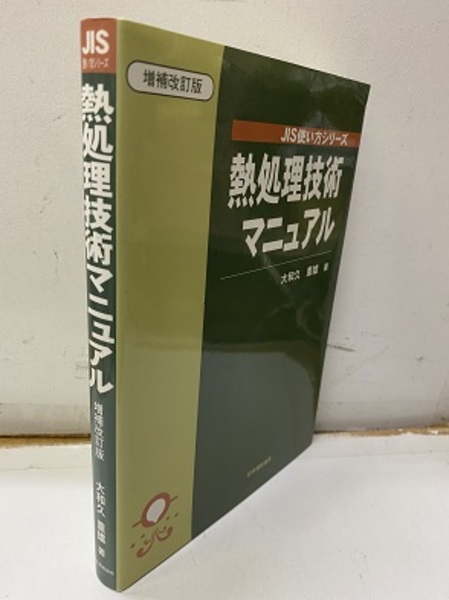 JIS
使い方シリーズ
熱処理技術マニュアル
増補改訂版
大和久 重雄 著
増補改訂版
JIS使い方シリーズ
熱処理技術
マニュアル
大和久 重雄 著